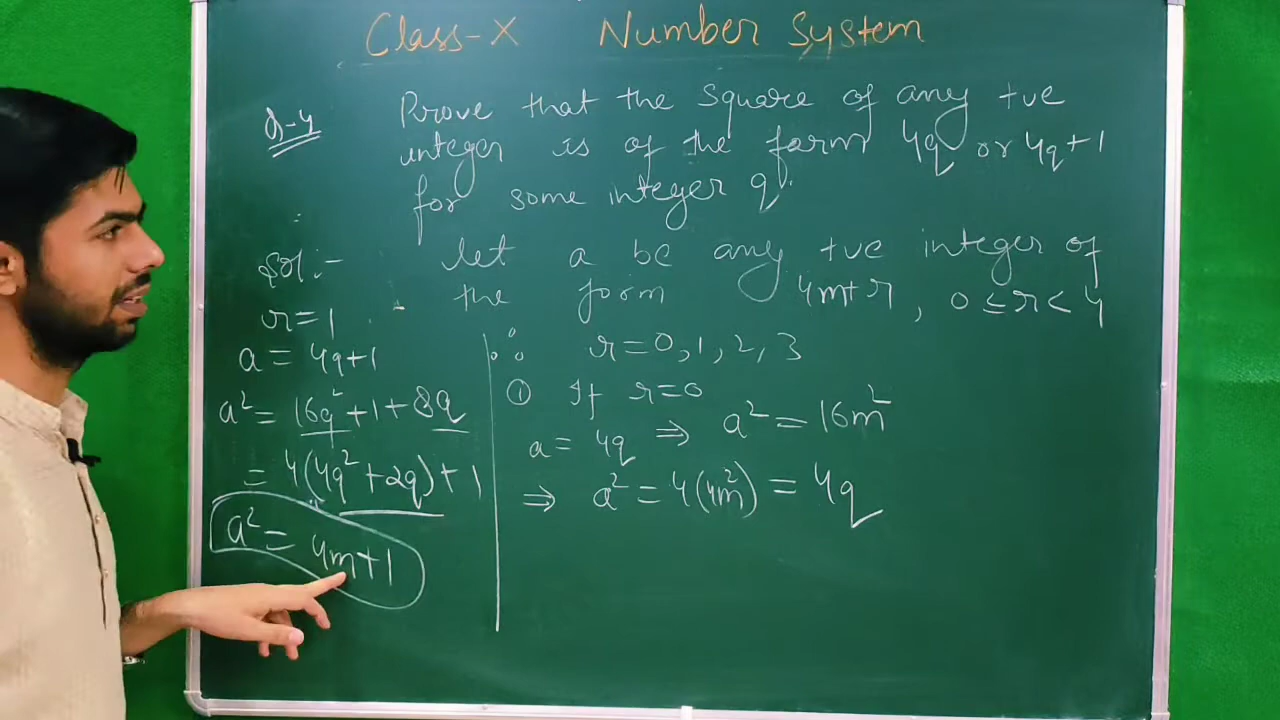 Class-X Number System
Q-4 Prove that the square of any +ve
integer is of the form 4q or 4q+1
for some integer q.
Sol:- let a be any +ve integer of
the form 4m+r, 0≤r<4
r=1
a=4q+1
a²=16q²+1+8q
=4(4q²+2q)+1
a²=4m+1
∴ r=0,1,2,3
① If r=0
a=4q ⇒ a²=16m²
⇒ a²=4(4m²)=4q